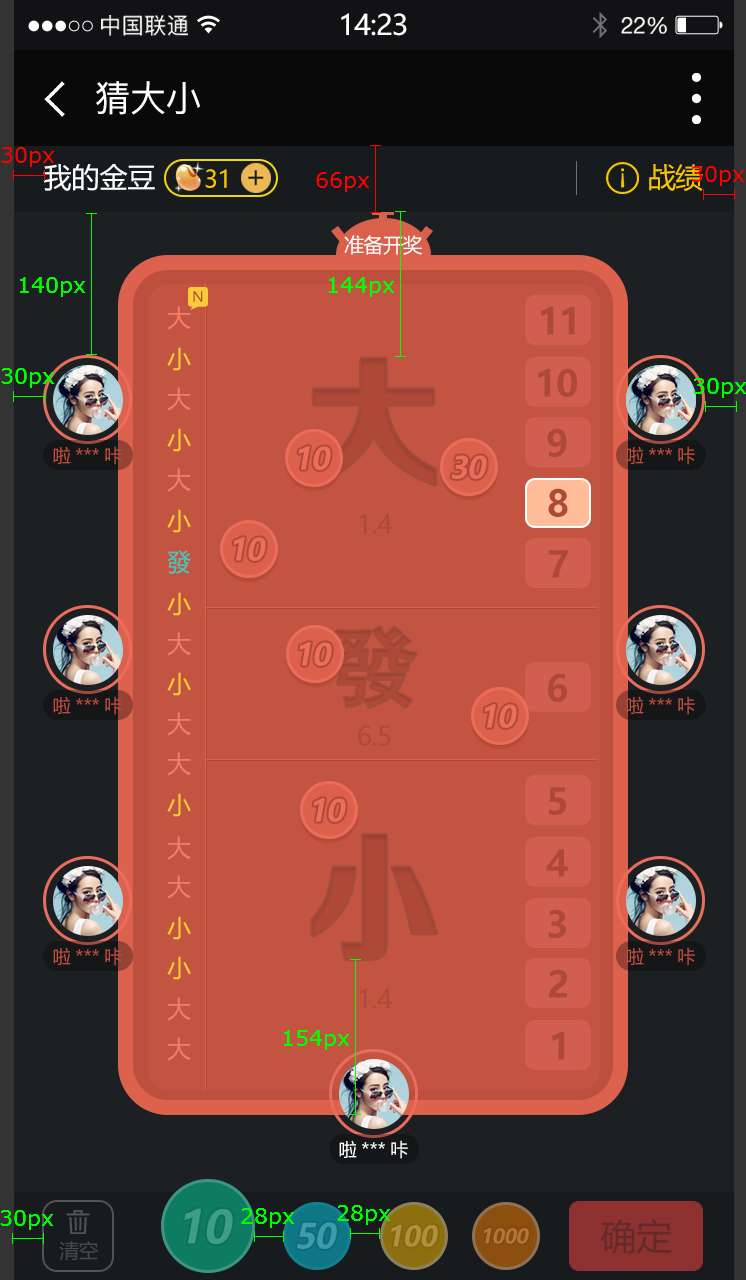 中国联通 14:23 22%
猜大小
30px 我的金豆 31 + 66px 战绩 30px
准备开奖
140px 144px
N
大 11
小
大 大 10
小 10 9
大 30
小 10 1.4 8
發 7
小
大 10 發
小 6
大 10
大 6.5
小 10 5
大
大 小 4
小 3
小 2
大 1.4
大 154px 1
30px 30px
啦 *** 咔 啦 *** 咔
啦 *** 咔 啦 *** 咔
啦 *** 咔 啦 *** 咔
啦 *** 咔
30px 清空 10 28px 50 28px 100 1000 确定